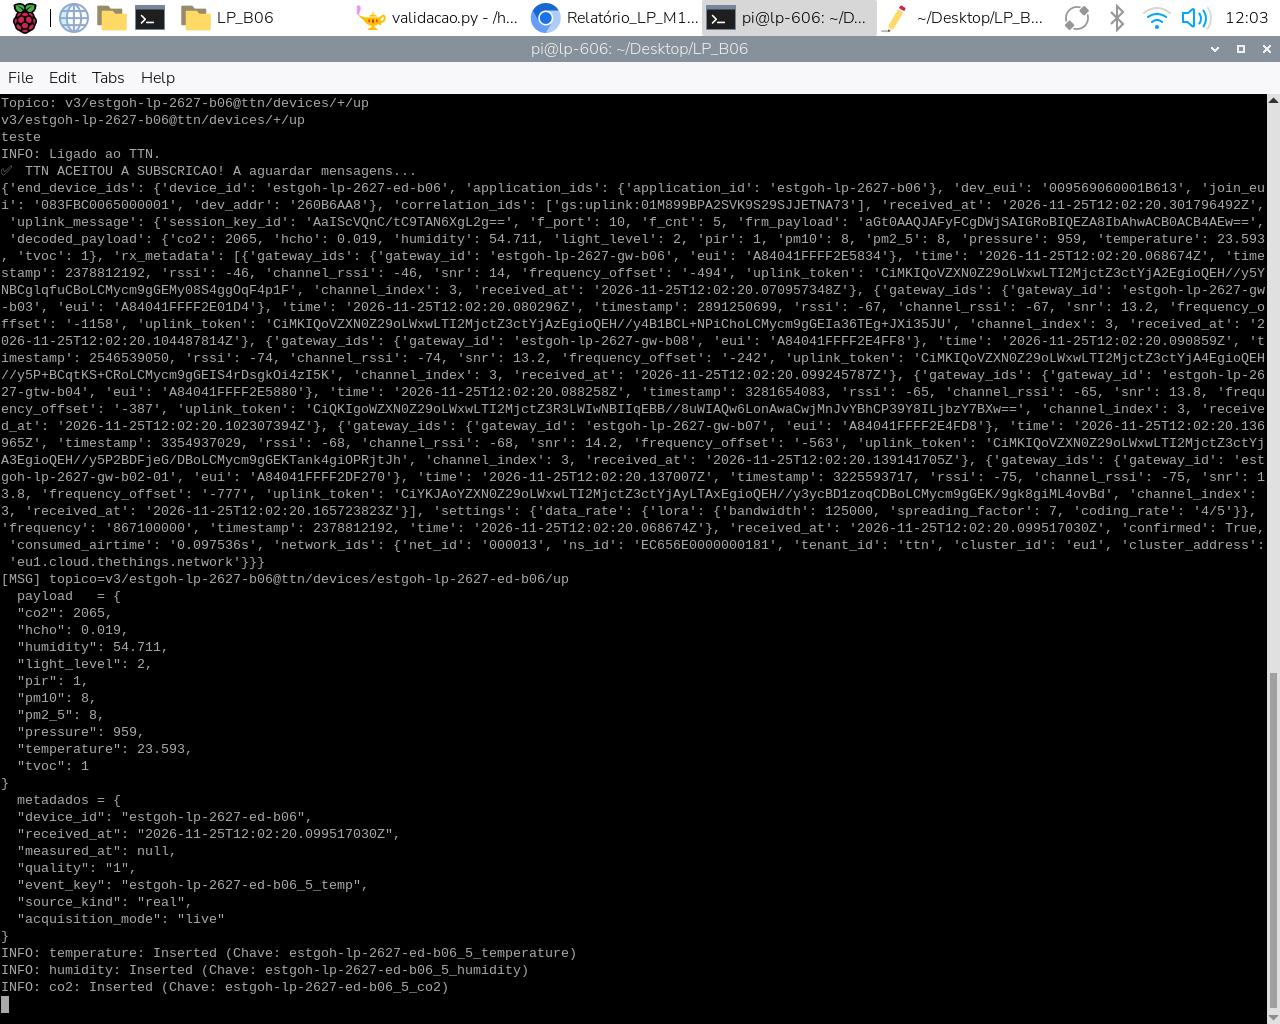 LP_B06
validacao.py - /h...
Relatório_LP_M1...
pi@lp-606: ~/D...
~/Desktop/LP_B...
12:03
pi@lp-606: ~/Desktop/LP_B06
File Edit Tabs Help
Topico: v3/estgoh-lp-2627-b06@ttn/devices/+/up
v3/estgoh-lp-2627-b06@ttn/devices/+/up
teste
INFO: Ligado ao TTN.
✅ TTN ACEITOU A SUBSCRICAO! A aguardar mensagens...
{'end_device_ids': {'device_id': 'estgoh-lp-2627-ed-b06', 'application_ids': {'application_id': 'estgoh-lp-2627-b06'}, 'dev_eui': '009569060001B613', 'join_eu
i': '083FBC0065000001', 'dev_addr': '260B6AA8'}, 'correlation_ids': ['gs:uplink:01M899BPA2SVK9S29SJJETNA73'], 'received_at': '2026-11-25T12:02:20.301796492Z',
'uplink_message': {'session_key_id': 'AaIScVQnC/tC9TAN6XgL2g==', 'f_port': 10, 'f_cnt': 5, 'frm_payload': 'aGt0AAQJAFyFCgDWjSAIGRoBIQEZA8IbAhwACB0ACB4AEw==',
'decoded_payload': {'co2': 2065, 'hcho': 0.019, 'humidity': 54.711, 'light_level': 2, 'pir': 1, 'pm10': 8, 'pm2_5': 8, 'pressure': 959, 'temperature': 23.593
, 'tvoc': 1}, 'rx_metadata': [{'gateway_ids': {'gateway_id': 'estgoh-lp-2627-gw-b06', 'eui': 'A84041FFFF2E5834'}, 'time': '2026-11-25T12:02:20.068674Z', 'time
stamp': 2378812192, 'rssi': -46, 'channel_rssi': -46, 'snr': 14, 'frequency_offset': '-494', 'uplink_token': 'CiMKIQoVZXN0Z29oLWxwLTI2MjctZ3ctYjA2EgioQEH//y5Y
NBCglqfuCBoLCMycm9gGEMy08S4ggOqF4p1F', 'channel_index': 3, 'received_at': '2026-11-25T12:02:20.070957348Z'}, {'gateway_ids': {'gateway_id': 'estgoh-lp-2627-gw
-b03', 'eui': 'A84041FFFF2E01D4'}, 'time': '2026-11-25T12:02:20.080296Z', 'timestamp': 2891250699, 'rssi': -67, 'channel_rssi': -67, 'snr': 13.2, 'frequency_o
ffset': '-1158', 'uplink_token': 'CiMKIQoVZXN0Z29oLWxwLTI2MjctZ3ctYjAzEgioQEH//y4B1BCL+NPiChoLCMycm9gGEIa36TEg+JXi35JU', 'channel_index': 3, 'received_at': '2
026-11-25T12:02:20.104487814Z'}, {'gateway_ids': {'gateway_id': 'estgoh-lp-2627-gw-b08', 'eui': 'A84041FFFF2E4FF8'}, 'time': '2026-11-25T12:02:20.090859Z', 't
imestamp': 2546539050, 'rssi': -74, 'channel_rssi': -74, 'snr': 13.2, 'frequency_offset': '-242', 'uplink_token': 'CiMKIQoVZXN0Z29oLWxwLTI2MjctZ3ctYjA4EgioQEH
//y5P+BCqtKS+CRoLCMycm9gGEIS4rDsgkOi4zI5K', 'channel_index': 3, 'received_at': '2026-11-25T12:02:20.099245787Z'}, {'gateway_ids': {'gateway_id': 'estgoh-lp-26
27-gtw-b04', 'eui': 'A84041FFFF2E5880'}, 'time': '2026-11-25T12:02:20.088258Z', 'timestamp': 3281654083, 'rssi': -65, 'channel_rssi': -65, 'snr': 13.8, 'frequ
ency_offset': '-387', 'uplink_token': 'CiQKIgoWZXN0Z29oLWxwLTI2MjctZ3R3LWIwNBIIqEBB//8uWIAQw6LonAwaCwjMnJvYBhCP39Y8ILjbzY7BXw==', 'channel_index': 3, 'receive
d_at': '2026-11-25T12:02:20.102307394Z'}, {'gateway_ids': {'gateway_id': 'estgoh-lp-2627-gw-b07', 'eui': 'A84041FFFF2E4FD8'}, 'time': '2026-11-25T12:02:20.136
965Z', 'timestamp': 3354937029, 'rssi': -68, 'channel_rssi': -68, 'snr': 14.2, 'frequency_offset': '-563', 'uplink_token': 'CiMKIQoVZXN0Z29oLWxwLTI2MjctZ3ctYj
A3EgioQEH//y5P2BDFjeG/DBoLCMycm9gGEKTank4giOPRjtJh', 'channel_index': 3, 'received_at': '2026-11-25T12:02:20.139141705Z'}, {'gateway_ids': {'gateway_id': 'est
goh-lp-2627-gw-b02-01', 'eui': 'A84041FFFF2DF270'}, 'time': '2026-11-25T12:02:20.137007Z', 'timestamp': 3225593717, 'rssi': -75, 'channel_rssi': -75, 'snr': 1
3.8, 'frequency_offset': '-777', 'uplink_token': 'CiYKJAoYZXN0Z29oLWxwLTI2MjctZ3ctYjAyLTAxEgioQEH//y3ycBD1zoqCDBoLCMycm9gGEK/9gk8giML4ovBd', 'channel_index':
3, 'received_at': '2026-11-25T12:02:20.165723823Z'}], 'settings': {'data_rate': {'lora': {'bandwidth': 125000, 'spreading_factor': 7, 'coding_rate': '4/5'}},
'frequency': '867100000', 'timestamp': 2378812192, 'time': '2026-11-25T12:02:20.068674Z'}, 'received_at': '2026-11-25T12:02:20.099517030Z', 'confirmed': True,
'consumed_airtime': '0.097536s', 'network_ids': {'net_id': '000013', 'ns_id': 'EC656E0000000181', 'tenant_id': 'ttn', 'cluster_id': 'eu1', 'cluster_address':
'eu1.cloud.thethings.network'}}}
[MSG] topico=v3/estgoh-lp-2627-b06@ttn/devices/estgoh-lp-2627-ed-b06/up
payload   = {
"co2": 2065,
"hcho": 0.019,
"humidity": 54.711,
"light_level": 2,
"pir": 1,
"pm10": 8,
"pm2_5": 8,
"pressure": 959,
"temperature": 23.593,
"tvoc": 1
}
metadados = {
"device_id": "estgoh-lp-2627-ed-b06",
"received_at": "2026-11-25T12:02:20.099517030Z",
"measured_at": null,
"quality": "1",
"event_key": "estgoh-lp-2627-ed-b06_5_temp",
"source_kind": "real",
"acquisition_mode": "live"
}
INFO: temperature: Inserted (Chave: estgoh-lp-2627-ed-b06_5_temperature)
INFO: humidity: Inserted (Chave: estgoh-lp-2627-ed-b06_5_humidity)
INFO: co2: Inserted (Chave: estgoh-lp-2627-ed-b06_5_co2)